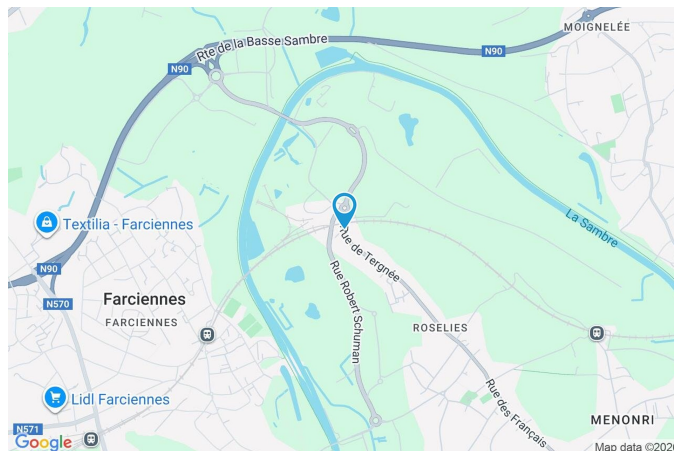 MOIGNELÉE
Rte de la Basse Sambre
N90
N90
La Sambre
Textilia - Farciennes
Rue de Tergnée
N90
N570
Farciennes
FARCIENNES
Rue Robert Schuman
ROSELIES
Lidl Farciennes
Rue des Français
MENONRI
N571
Google
Map data ©2026